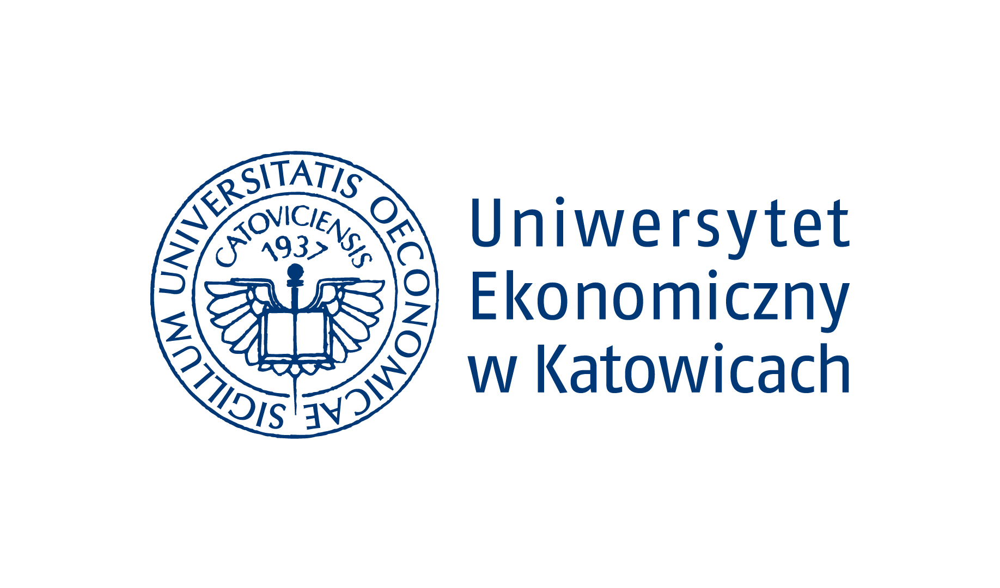 SIGILLUM UNIVERSITATIS OECONOMICAE
CATOVICIENSIS
1937
Uniwersytet
Ekonomiczny
w Katowicach